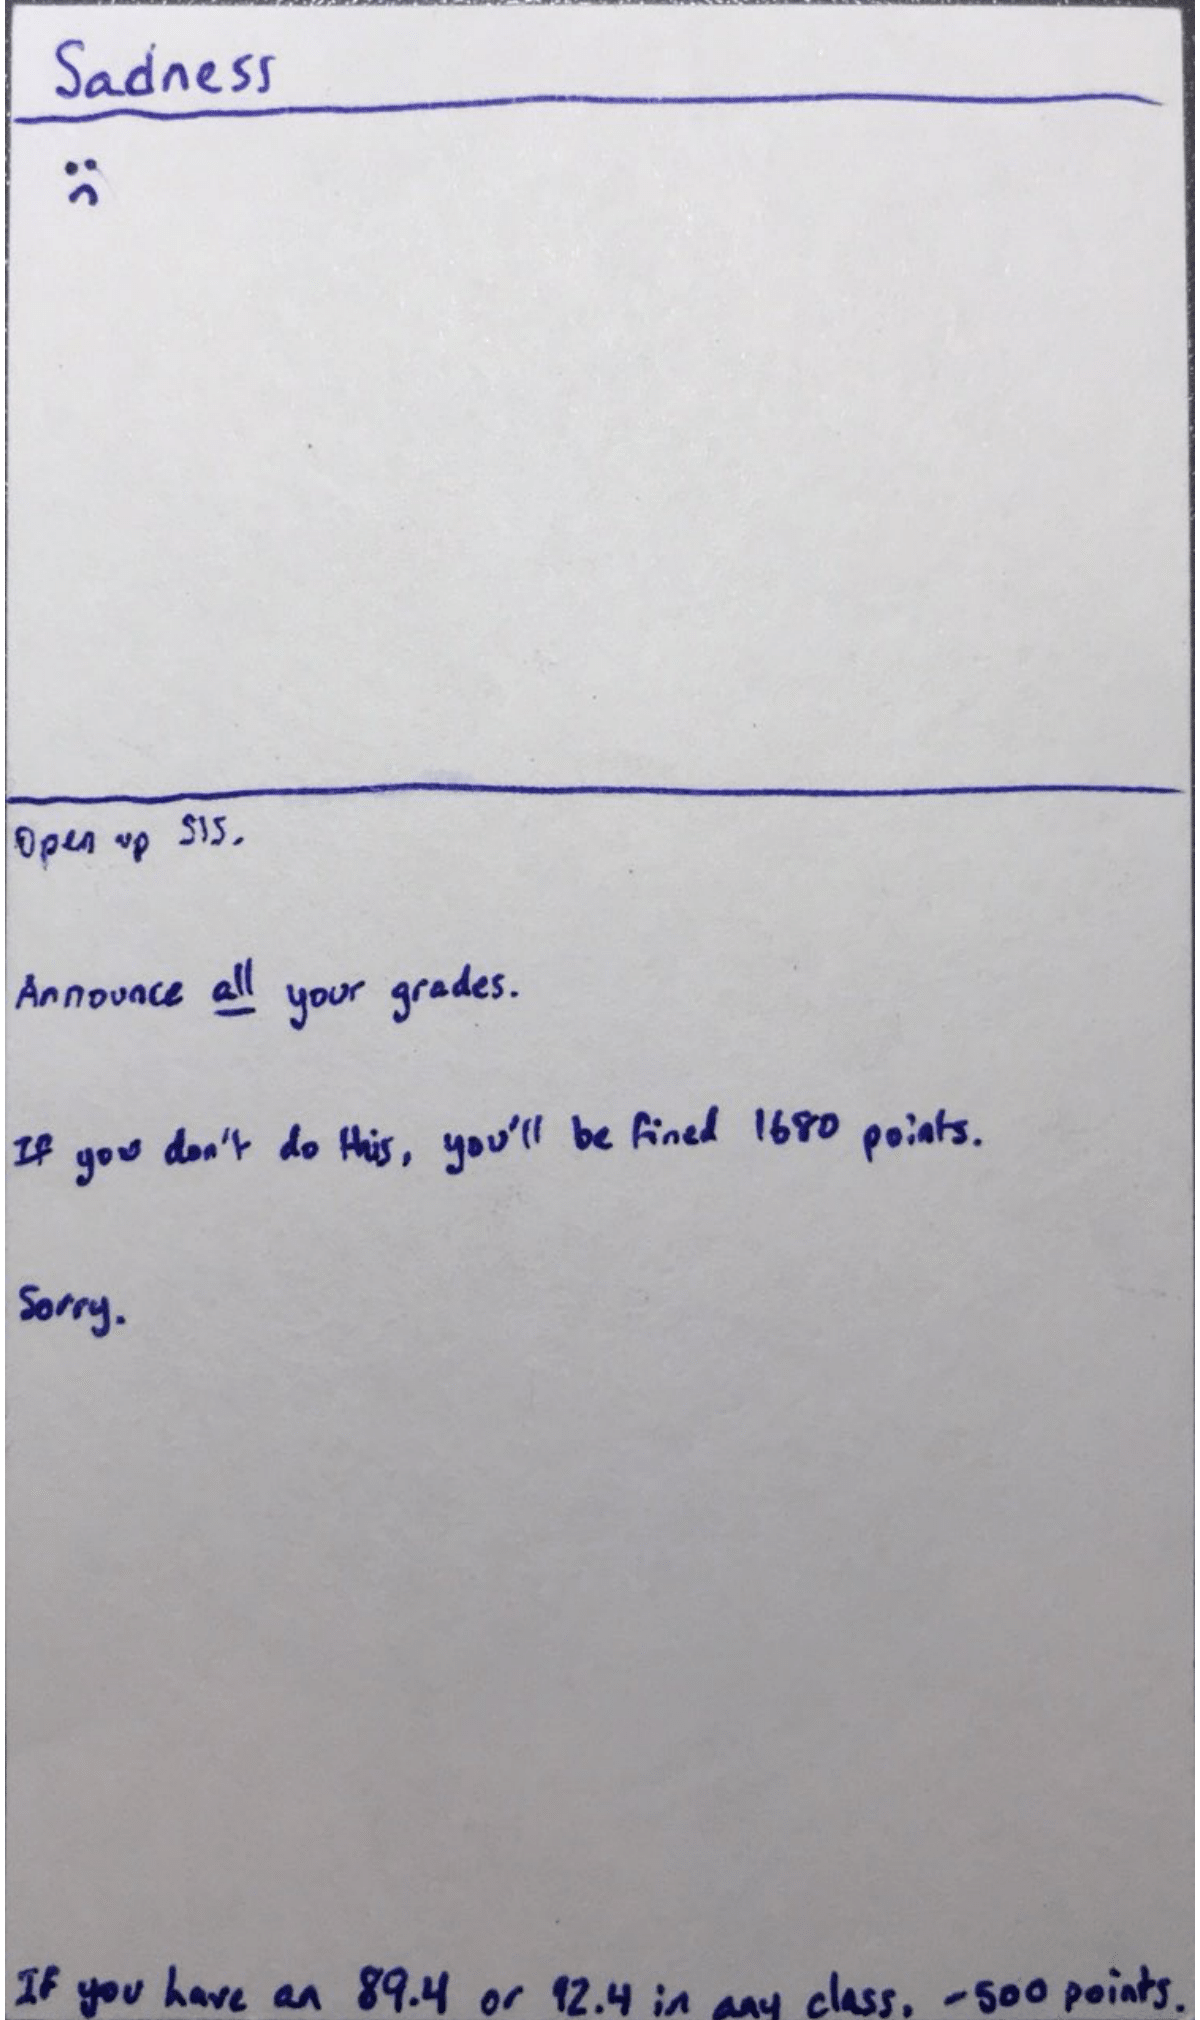 Sadness
Open up SIS.
Announce all your grades.
If you don't do this, you'll be fined 1680 points.
Sorry.
If you have an 89.4 or 92.4 in any class, -500 points.